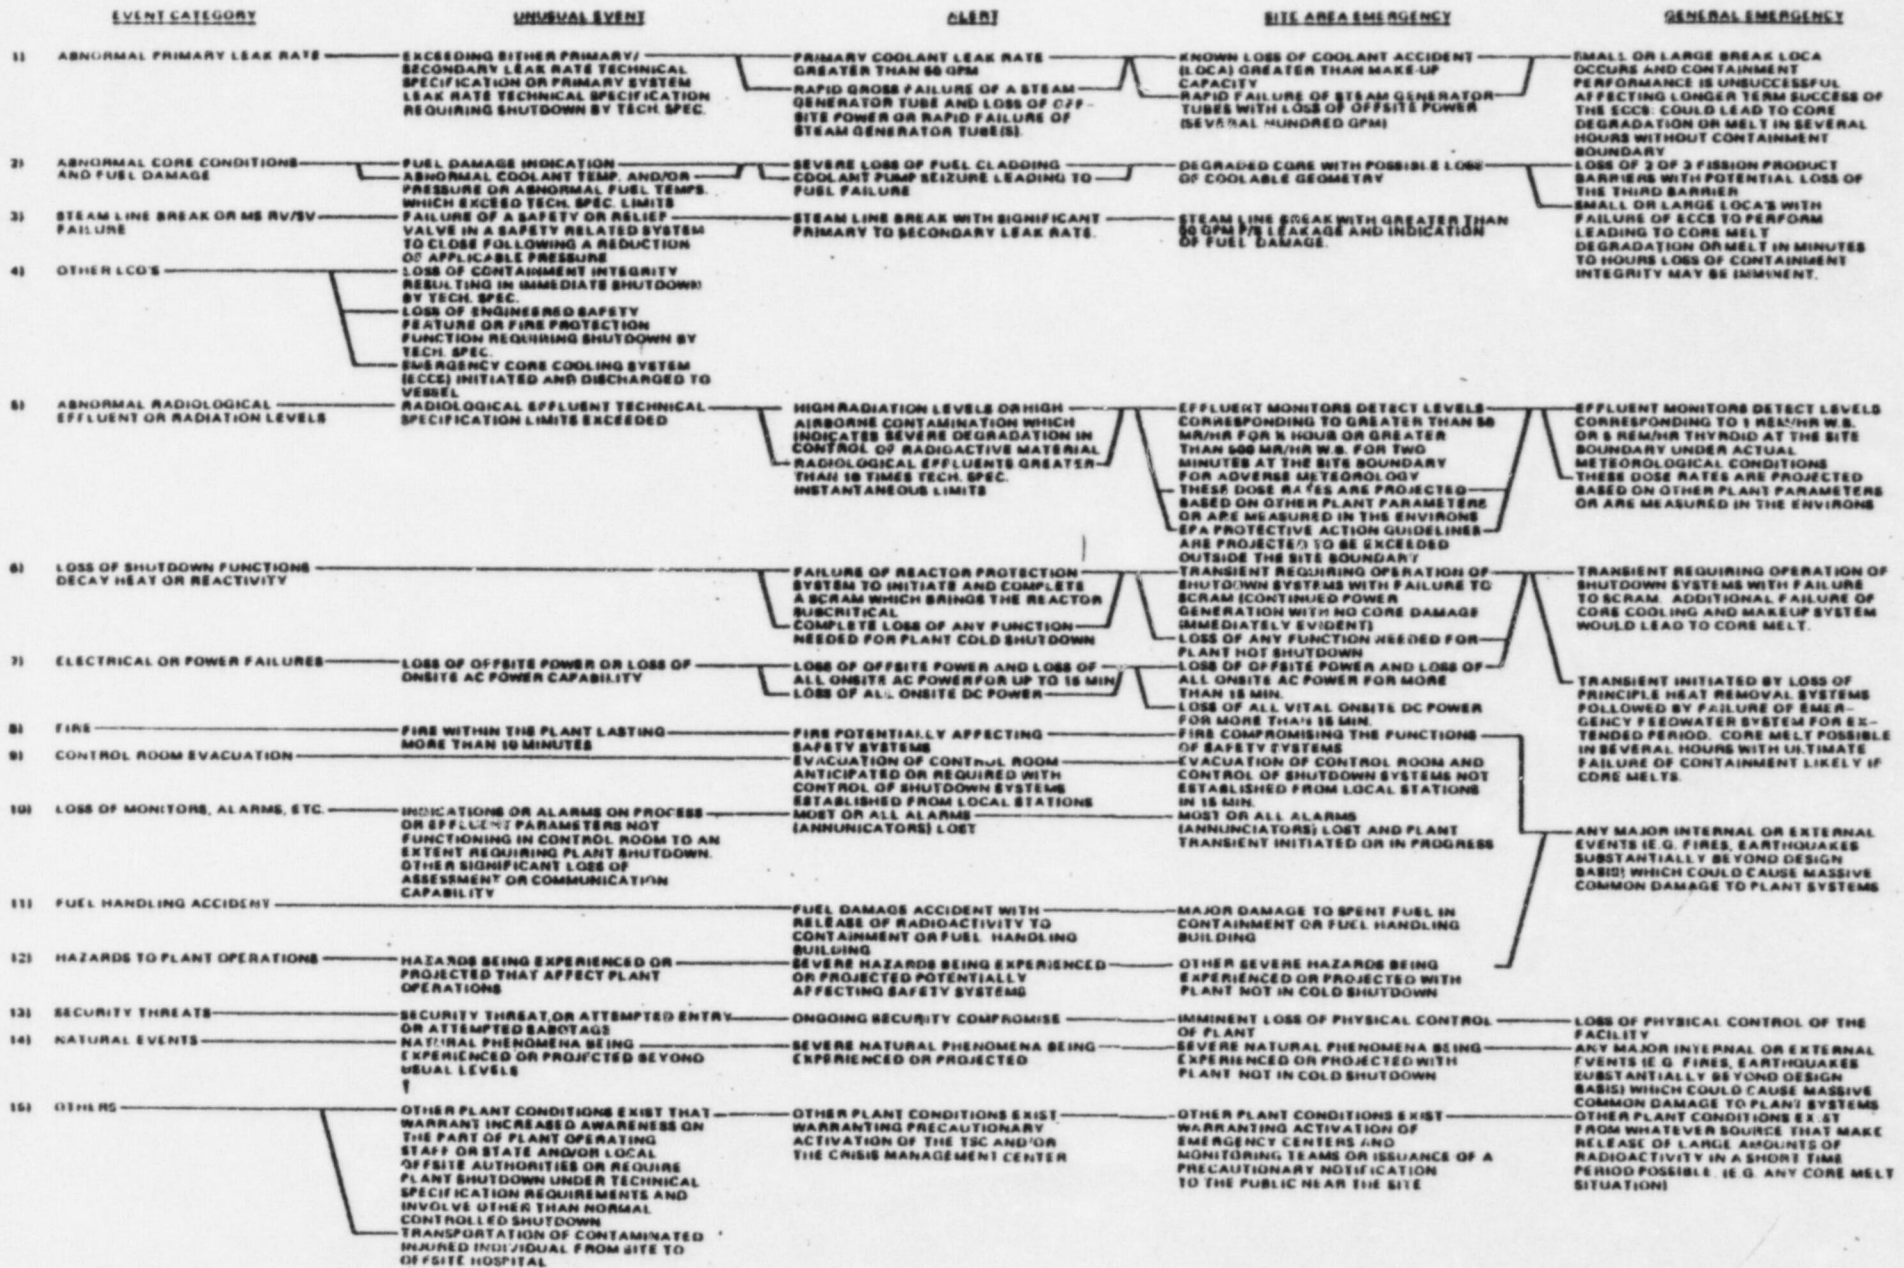 EVENT CATEGORY
UNUSUAL EVENT
ALERT
SITE AREA EMERGENCY
GENERAL EMERGENCY
1) ABNORMAL PRIMARY LEAK RATE
EXCEEDING EITHER PRIMARY/
SECONDARY LEAK RATE TECHNICAL
SPECIFICATION OR PRIMARY SYSTEM
LEAK RATE TECHNICAL SPECIFICATION
REQUIRING SHUTDOWN BY TECH. SPEC.
PRIMARY COOLANT LEAK RATE
GREATER THAN 50 GPM
RAPID GROSS FAILURE OF A STEAM
GENERATOR TUBE AND LOSS OF OFF-
SITE POWER OR RAPID FAILURE OF
STEAM GENERATOR TUBE(S).
KNOWN LOSS OF COOLANT ACCIDENT
(LOCA) GREATER THAN MAKE-UP
CAPACITY
RAPID FAILURE OF STEAM GENERATOR
TUBES WITH LOSS OF OFFSITE POWER
(SEVERAL HUNDRED GPM)
SMALL OR LARGE BREAK LOCA
OCCURS AND CONTAINMENT
PERFORMANCE IS UNSUCCESSFUL
AFFECTING LONGER TERM SUCCESS OF
THE ECCS. COULD LEAD TO CORE
DEGRADATION OR MELT IN SEVERAL
HOURS WITHOUT CONTAINMENT
BOUNDARY
2) ABNORMAL CORE CONDITIONS
AND FUEL DAMAGE
FUEL DAMAGE INDICATION
ABNORMAL COOLANT TEMP. AND/OR
PRESSURE OR ABNORMAL FUEL TEMPS.
WHICH EXCEED TECH. SPEC. LIMITS
SEVERE LOSS OF FUEL CLADDING
COOLANT PUMP SEIZURE LEADING TO
FUEL FAILURE
DEGRADED CORE WITH POSSIBLE LOSS
OF COOLABLE GEOMETRY
LOSS OF 2 OF 3 FISSION PRODUCT
BARRIERS WITH POTENTIAL LOSS OF
THE THIRD BARRIER
SMALL OR LARGE LOCA'S WITH
FAILURE OF ECCS TO PERFORM
LEADING TO CORE MELT
DEGRADATION OR MELT IN MINUTES
TO HOURS LOSS OF CONTAINMENT
INTEGRITY MAY BE IMMINENT.
3) STEAM LINE BREAK OR MS RV/SV
FAILURE
FAILURE OF A SAFETY OR RELIEF
VALVE IN A SAFETY RELATED SYSTEM
TO CLOSE FOLLOWING A REDUCTION
OF APPLICABLE PRESSURE
STEAM LINE BREAK WITH SIGNIFICANT
PRIMARY TO SECONDARY LEAK RATE.
STEAM LINE BREAK WITH GREATER THAN
50 GPM P/S LEAKAGE AND INDICATION
OF FUEL DAMAGE.
4) OTHER LCO'S
LOSS OF CONTAINMENT INTEGRITY
RESULTING IN IMMEDIATE SHUTDOWN
BY TECH. SPEC.
LOSS OF ENGINEERED SAFETY
FEATURE OR FIRE PROTECTION
FUNCTION REQUIRING SHUTDOWN BY
TECH. SPEC.
EMERGENCY CORE COOLING SYSTEM
(ECCS) INITIATED AND DISCHARGED TO
VESSEL
5) ABNORMAL RADIOLOGICAL
EFFLUENT OR RADIATION LEVELS
RADIOLOGICAL EFFLUENT TECHNICAL
SPECIFICATION LIMITS EXCEEDED
HIGH RADIATION LEVELS OR HIGH
AIRBORNE CONTAMINATION WHICH
INDICATES SEVERE DEGRADATION IN
CONTROL OF RADIOACTIVE MATERIAL
RADIOLOGICAL EFFLUENTS GREATER
THAN 10 TIMES TECH. SPEC.
INSTANTANEOUS LIMITS
EFFLUENT MONITORS DETECT LEVELS
CORRESPONDING TO GREATER THAN 50
MR/HR FOR ½ HOUR OR GREATER
THAN 500 MR/HR W.B. FOR TWO
MINUTES AT THE SITE BOUNDARY
FOR ADVERSE METEOROLOGY
THESE DOSE RATES ARE PROJECTED
BASED ON OTHER PLANT PARAMETERS
OR ARE MEASURED IN THE ENVIRONS
EPA PROTECTIVE ACTION GUIDELINES
ARE PROJECTED TO BE EXCEEDED
OUTSIDE THE SITE BOUNDARY
EFFLUENT MONITORS DETECT LEVELS
CORRESPONDING TO 1 REM/HR W.B.
OR 5 REM/HR THYROID AT THE SITE
BOUNDARY UNDER ACTUAL
METEOROLOGICAL CONDITIONS
THESE DOSE RATES ARE PROJECTED
BASED ON OTHER PLANT PARAMETERS
OR ARE MEASURED IN THE ENVIRONS
6) LOSS OF SHUTDOWN FUNCTIONS
DECAY HEAT OR REACTIVITY
FAILURE OF REACTOR PROTECTION
SYSTEM TO INITIATE AND COMPLETE
A SCRAM WHICH BRINGS THE REACTOR
SUBCRITICAL
COMPLETE LOSS OF ANY FUNCTION
NEEDED FOR PLANT COLD SHUTDOWN
TRANSIENT REQUIRING OPERATION OF
SHUTDOWN SYSTEMS WITH FAILURE TO
SCRAM (CONTINUED POWER
GENERATION WITH NO CORE DAMAGE
IMMEDIATELY EVIDENT)
LOSS OF ANY FUNCTION NEEDED FOR
PLANT HOT SHUTDOWN
TRANSIENT REQUIRING OPERATION OF
SHUTDOWN SYSTEMS WITH FAILURE
TO SCRAM. ADDITIONAL FAILURE OF
CORE COOLING AND MAKEUP SYSTEM
WOULD LEAD TO CORE MELT.
7) ELECTRICAL OR POWER FAILURES
LOSS OF OFFSITE POWER OR LOSS OF
ONSITE AC POWER CAPABILITY
LOSS OF OFFSITE POWER AND LOSS OF
ALL ONSITE AC POWER FOR UP TO 15 MIN
LOSS OF ALL ONSITE DC POWER
LOSS OF OFFSITE POWER AND LOSS OF
ALL ONSITE AC POWER FOR MORE
THAN 15 MIN.
LOSS OF ALL VITAL ONSITE DC POWER
FOR MORE THAN 15 MIN.
TRANSIENT INITIATED BY LOSS OF
PRINCIPLE HEAT REMOVAL SYSTEMS
FOLLOWED BY FAILURE OF EMER-
GENCY FEEDWATER SYSTEM FOR EX-
TENDED PERIOD. CORE MELT POSSIBLE
IN SEVERAL HOURS WITH ULTIMATE
FAILURE OF CONTAINMENT LIKELY IF
CORE MELTS.
8) FIRE
FIRE WITHIN THE PLANT LASTING
MORE THAN 10 MINUTES
FIRE POTENTIALLY AFFECTING
SAFETY SYSTEMS
FIRE COMPROMISING THE FUNCTIONS
OF SAFETY SYSTEMS
9) CONTROL ROOM EVACUATION
EVACUATION OF CONTROL ROOM
ANTICIPATED OR REQUIRED WITH
CONTROL OF SHUTDOWN SYSTEMS
ESTABLISHED FROM LOCAL STATIONS
EVACUATION OF CONTROL ROOM AND
CONTROL OF SHUTDOWN SYSTEMS NOT
ESTABLISHED FROM LOCAL STATIONS
IN 15 MIN.
10) LOSS OF MONITORS, ALARMS, ETC.
INDICATIONS OR ALARMS ON PROCESS
OR EFFLUENT PARAMETERS NOT
FUNCTIONING IN CONTROL ROOM TO AN
EXTENT REQUIRING PLANT SHUTDOWN.
OTHER SIGNIFICANT LOSS OF
ASSESSMENT OR COMMUNICATION
CAPABILITY
MOST OR ALL ALARMS
(ANNUNICATORS) LOST
MOST OR ALL ALARMS
(ANNUNCIATORS) LOST AND PLANT
TRANSIENT INITIATED OR IN PROGRESS
ANY MAJOR INTERNAL OR EXTERNAL
EVENTS (E.G. FIRES, EARTHQUAKES
SUBSTANTIALLY BEYOND DESIGN
BASIS) WHICH COULD CAUSE MASSIVE
COMMON DAMAGE TO PLANT SYSTEMS
11) FUEL HANDLING ACCIDENT
FUEL DAMAGE ACCIDENT WITH
RELEASE OF RADIOACTIVITY TO
CONTAINMENT OR FUEL HANDLING
BUILDING
MAJOR DAMAGE TO SPENT FUEL IN
CONTAINMENT OR FUEL HANDLING
BUILDING
12) HAZARDS TO PLANT OPERATIONS
HAZARDS BEING EXPERIENCED OR
PROJECTED THAT AFFECT PLANT
OPERATIONS
SEVERE HAZARDS BEING EXPERIENCED
OR PROJECTED POTENTIALLY
AFFECTING SAFETY SYSTEMS
OTHER SEVERE HAZARDS BEING
EXPERIENCED OR PROJECTED WITH
PLANT NOT IN COLD SHUTDOWN
13) SECURITY THREATS
SECURITY THREAT, OR ATTEMPTED ENTRY
OR ATTEMPTED SABOTAGE
ONGOING SECURITY COMPROMISE
IMMINENT LOSS OF PHYSICAL CONTROL
OF PLANT
LOSS OF PHYSICAL CONTROL OF THE
FACILITY
14) NATURAL EVENTS
NATURAL PHENOMENA BEING
EXPERIENCED OR PROJECTED BEYOND
USUAL LEVELS
SEVERE NATURAL PHENOMENA BEING
EXPERIENCED OR PROJECTED
SEVERE NATURAL PHENOMENA BEING
EXPERIENCED OR PROJECTED WITH
PLANT NOT IN COLD SHUTDOWN
ANY MAJOR INTERNAL OR EXTERNAL
EVENTS (E.G. FIRES, EARTHQUAKES
SUBSTANTIALLY BEYOND DESIGN
BASIS) WHICH COULD CAUSE MASSIVE
COMMON DAMAGE TO PLANT SYSTEMS
15) OTHERS
OTHER PLANT CONDITIONS EXIST THAT
WARRANT INCREASED AWARENESS ON
THE PART OF PLANT OPERATING
STAFF OR STATE AND/OR LOCAL
OFFSITE AUTHORITIES OR REQUIRE
PLANT SHUTDOWN UNDER TECHNICAL
SPECIFICATION REQUIREMENTS AND
INVOLVE OTHER THAN NORMAL
CONTROLLED SHUTDOWN
TRANSPORTATION OF CONTAMINATED
INJURED INDIVIDUAL FROM SITE TO
OFFSITE HOSPITAL
OTHER PLANT CONDITIONS EXIST
WARRANTING PRECAUTIONARY
ACTIVATION OF THE TSC AND/OR
THE CRISIS MANAGEMENT CENTER
OTHER PLANT CONDITIONS EXIST
WARRANTING ACTIVATION OF
EMERGENCY CENTERS AND
MONITORING TEAMS OR ISSUANCE OF A
PRECAUTIONARY NOTIFICATION
TO THE PUBLIC NEAR THE SITE
OTHER PLANT CONDITIONS EXIST
FROM WHATEVER SOURCE THAT MAKE
RELEASE OF LARGE AMOUNTS OF
RADIOACTIVITY IN A SHORT TIME
PERIOD POSSIBLE. (E.G. ANY CORE MELT
SITUATION)